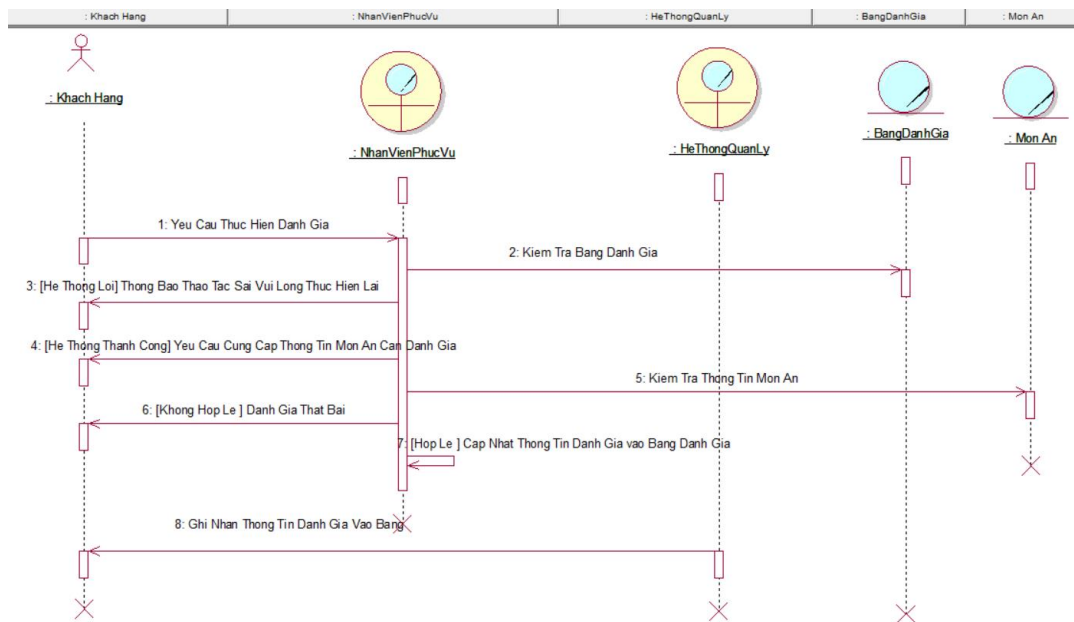 : Khach Hang
: NhanVienPhucVu
: HeThongQuanLy
: BangDanhGia
: Mon An
: Khach Hang
: NhanVienPhucVu
: HeThongQuanLy
: BangDanhGia
: Mon An
1: Yeu Cau Thuc Hien Danh Gia
2: Kiem Tra Bang Danh Gia
3: [He Thong Loi] Thong Bao Thao Tac Sai Vui Long Thuc Hien Lai
4: [He Thong Thanh Cong] Yeu Cau Cung Cap Thong Tin Mon An Can Danh Gia
5: Kiem Tra Thong Tin Mon An
6: [Khong Hop Le ] Danh Gia That Bai
7: [Hop Le ] Cap Nhat Thong Tin Danh Gia vao Bang Danh Gia
8: Ghi Nhan Thong Tin Danh Gia Vao Bang